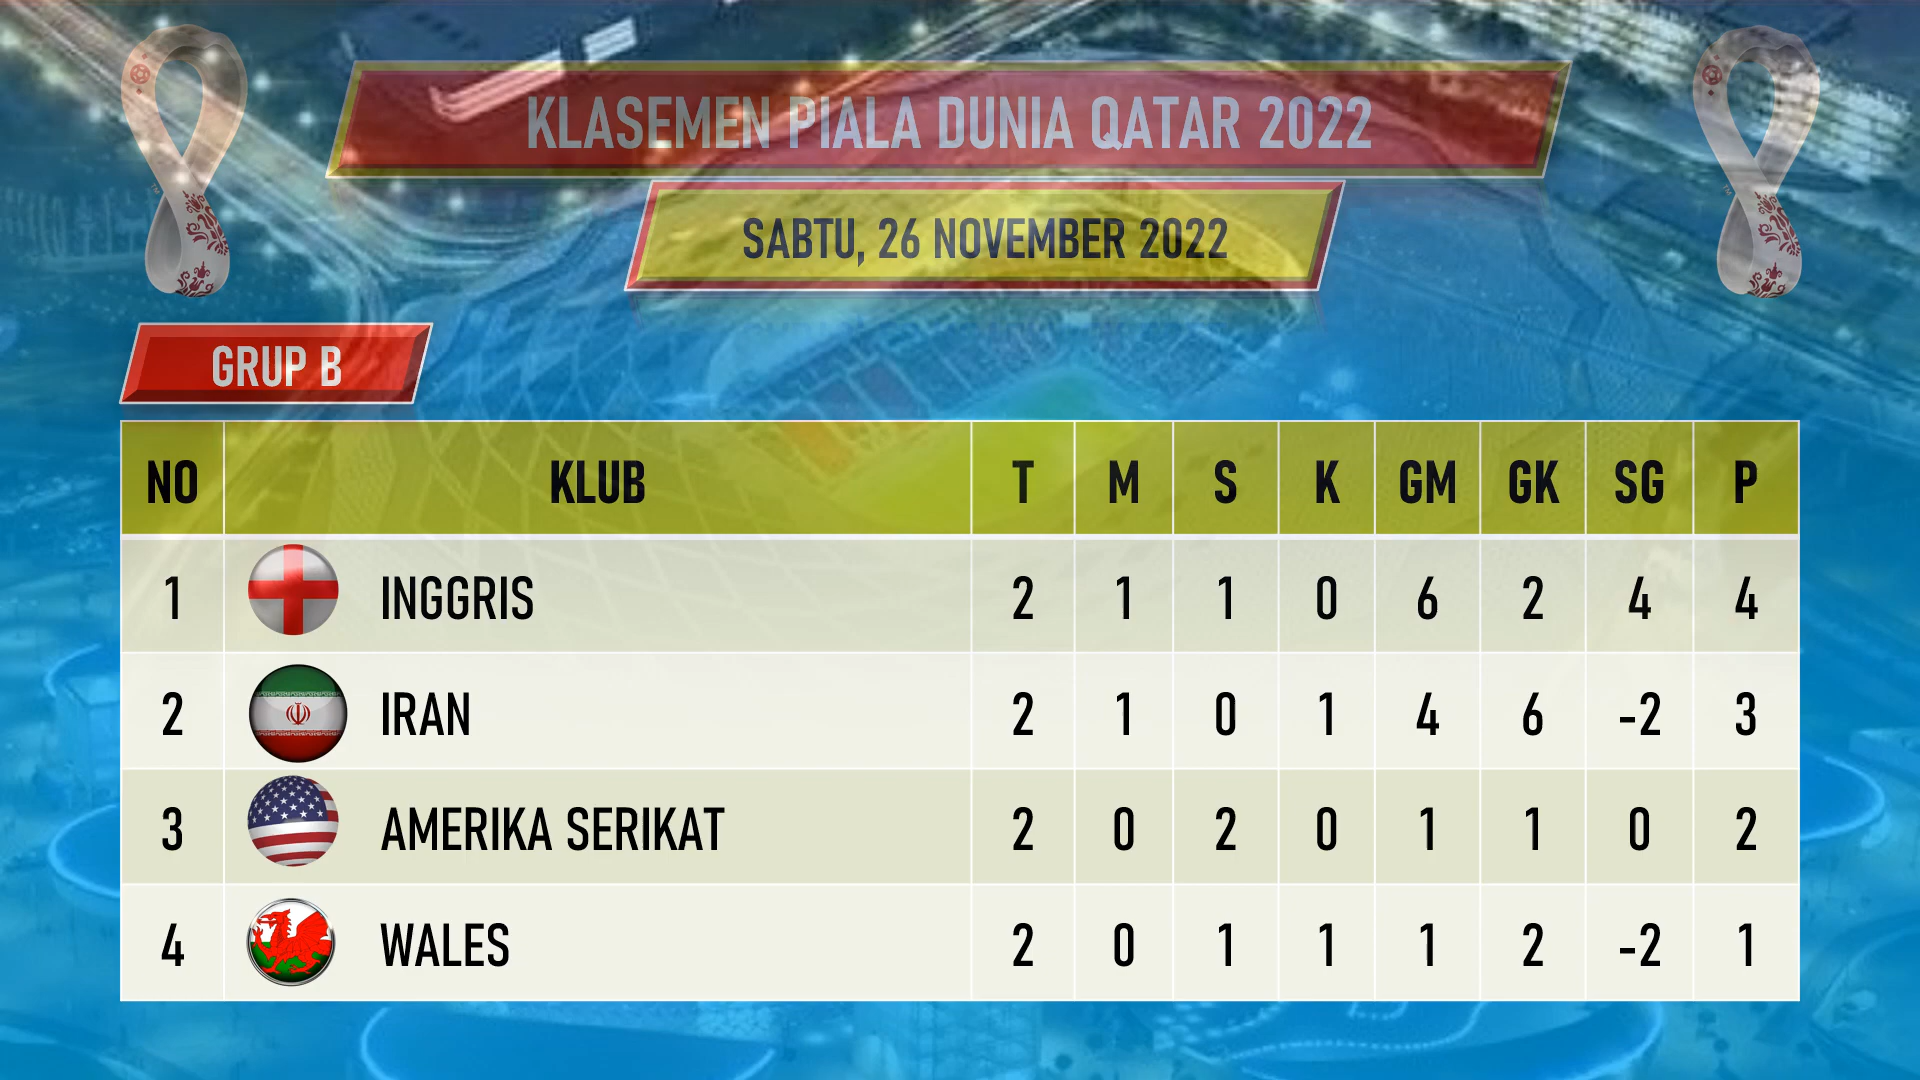 KLASEMEN PIALA DUNIA QATAR 2022
SABTU, 26 NOVEMBER 2022
GRUP B
NO KLUB T M S K GM GK SG P
1 INGGRIS 2 1 1 0 6 2 4 4
2 IRAN 2 1 0 1 4 6 -2 3
3 AMERIKA SERIKAT 2 0 2 0 1 1 0 2
4 WALES 2 0 1 1 1 2 -2 1